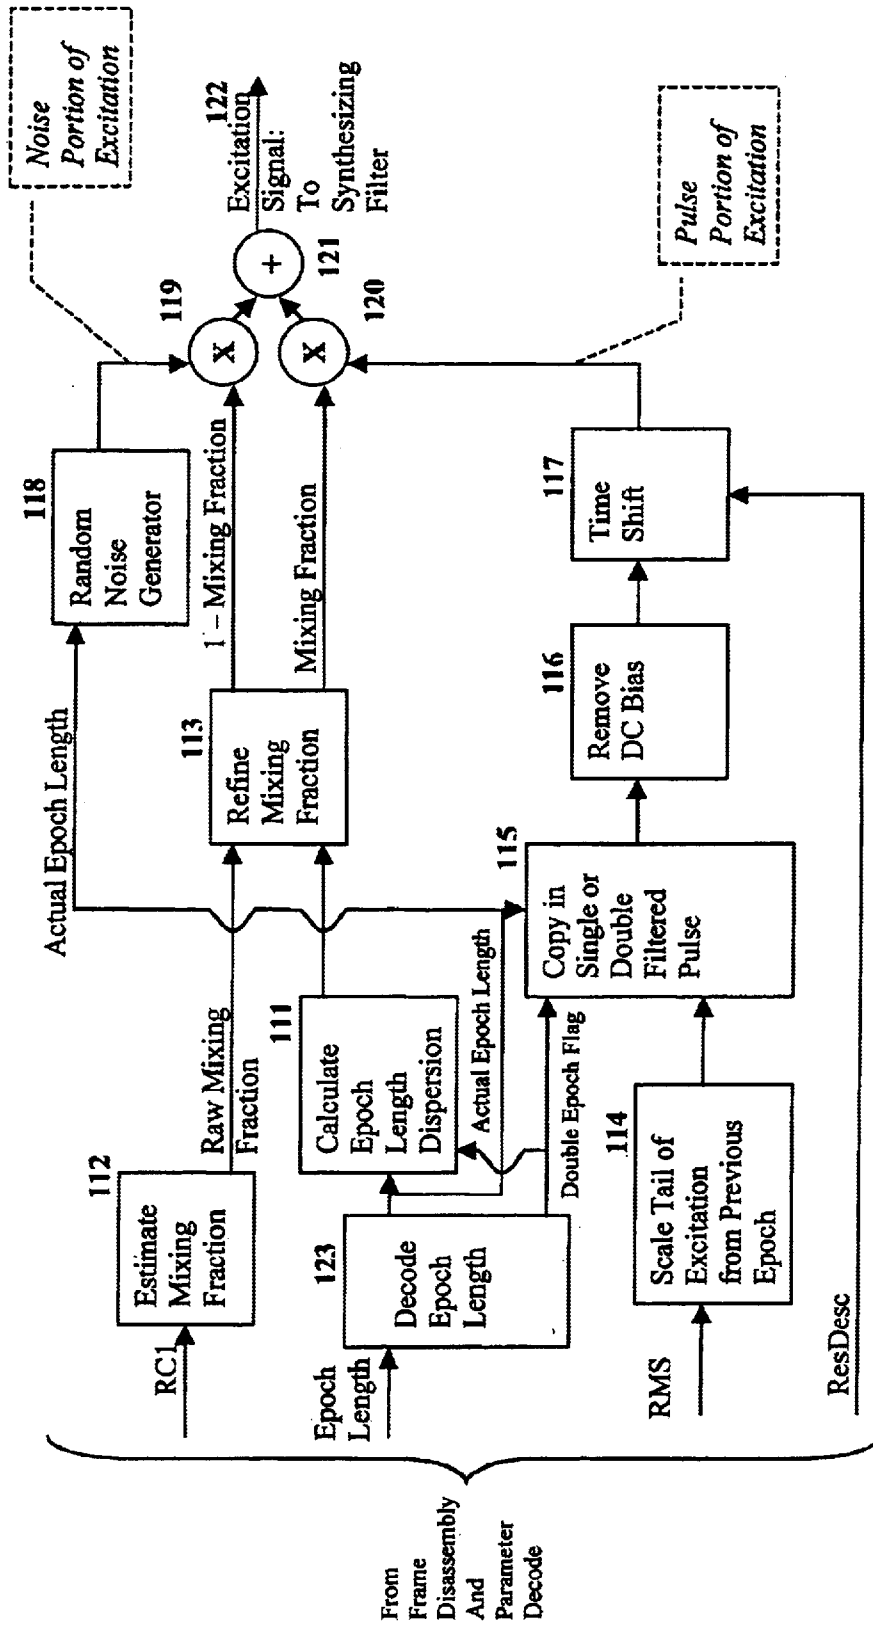 From
Frame
Disassembly
And
Parameter
Decode
RC1
Epoch
Length
RMS
ResDesc
112
Estimate
Mixing
Fraction
123
Decode
Epoch
Length
114
Scale Tail of
Excitation
from Previous
Epoch
Raw Mixing
Fraction
111
Calculate
Epoch
Length
Dispersion
Actual Epoch Length
Double Epoch Flag
Actual Epoch Length
113
Refine
Mixing
Fraction
115
Copy in
Single or
Double
Filtered
Pulse
118
Random
Noise
Generator
1 – Mixing Fraction
Mixing Fraction
116
Remove
DC Bias
117
Time
Shift
119
X
X
120
+
121
122
Excitation
Signal:
To
Synthesizing
Filter
Noise
Portion of
Excitation
Pulse
Portion of
Excitation